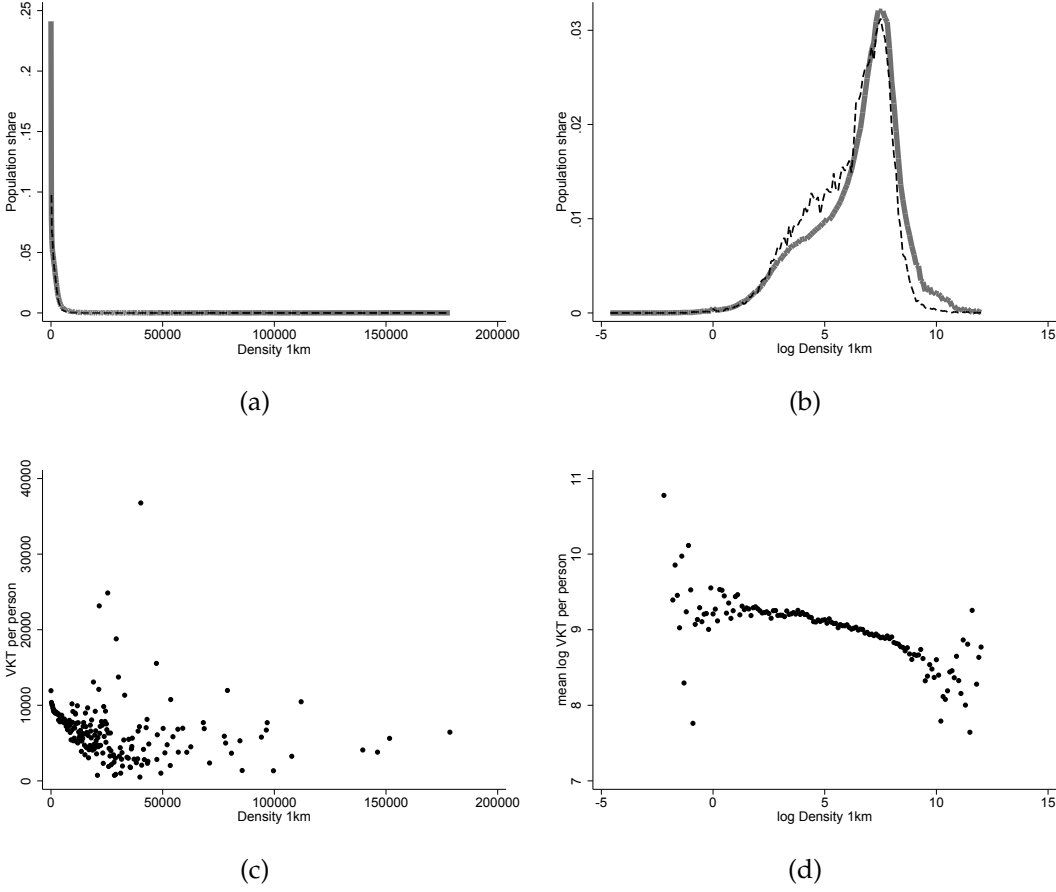 .25
.2
.15
.1
.05
0
Population share
0 50000 100000 150000 200000
Density 1km
(a)
.03
.02
.01
0
Population share
-5 0 5 10 15
log Density 1km
(b)
40000
30000
20000
10000
0
VKT per person
0 50000 100000 150000 200000
Density 1km
(c)
11
10
9
8
7
mean log VKT per person
-5 0 5 10 15
log Density 1km
(d)